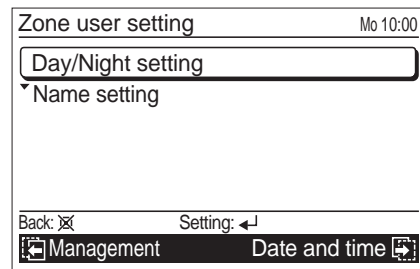 Zone user setting Mo 10:00
Day/Night setting
Name setting
Back: Setting:
Management Date and time